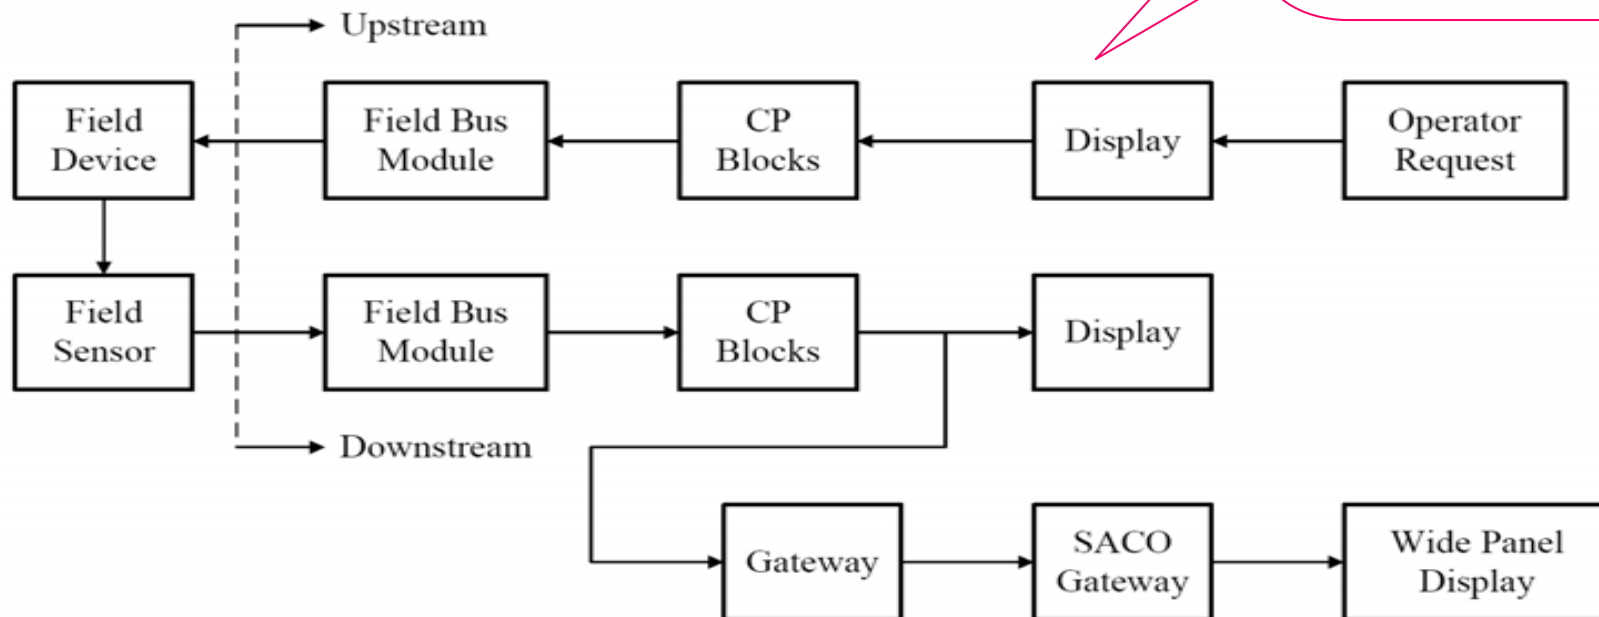 Upstream
Field
Device
Field Bus
Module
CP
Blocks
Display
Operator
Request
Field
Sensor
Field Bus
Module
CP
Blocks
Display
Downstream
Gateway
SACO
Gateway
Wide Panel
Display